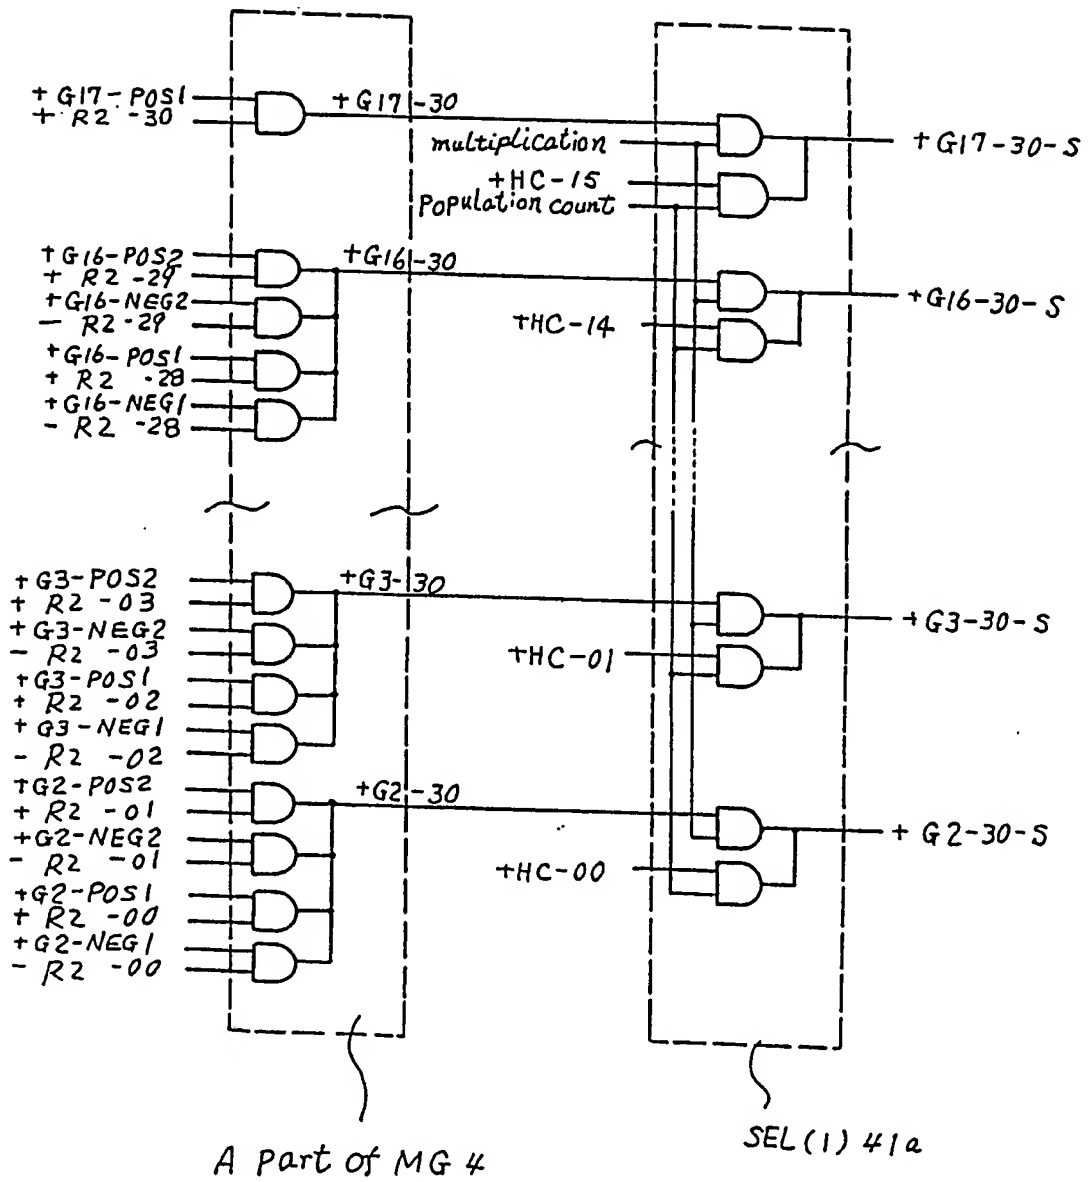 + G17-POS1
+ R2 -30
+G17-30
multiplication
+HC-15
Population count
+ G17-30-S
+G16-POS2
+ R2 -29
+G16-NEG2
- R2 -29
+G16-POS1
+ R2 -28
+G16-NEG1
- R2 -28
+G16-30
+HC-14
+G16-30-S
+G3-POS2
+ R2 -03
+G3-NEG2
- R2 -03
+G3-POS1
+ R2 -02
+G3-NEG1
- R2 -02
+G3-30
+HC-01
+G3-30-S
+G2-POS2
+ R2 -01
+G2-NEG2
- R2 -01
+G2-POS1
+ R2 -00
+G2-NEG1
- R2 -00
+G2-30
+HC-00
+ G2-30-S
A part of MG 4
SEL(1) 41a